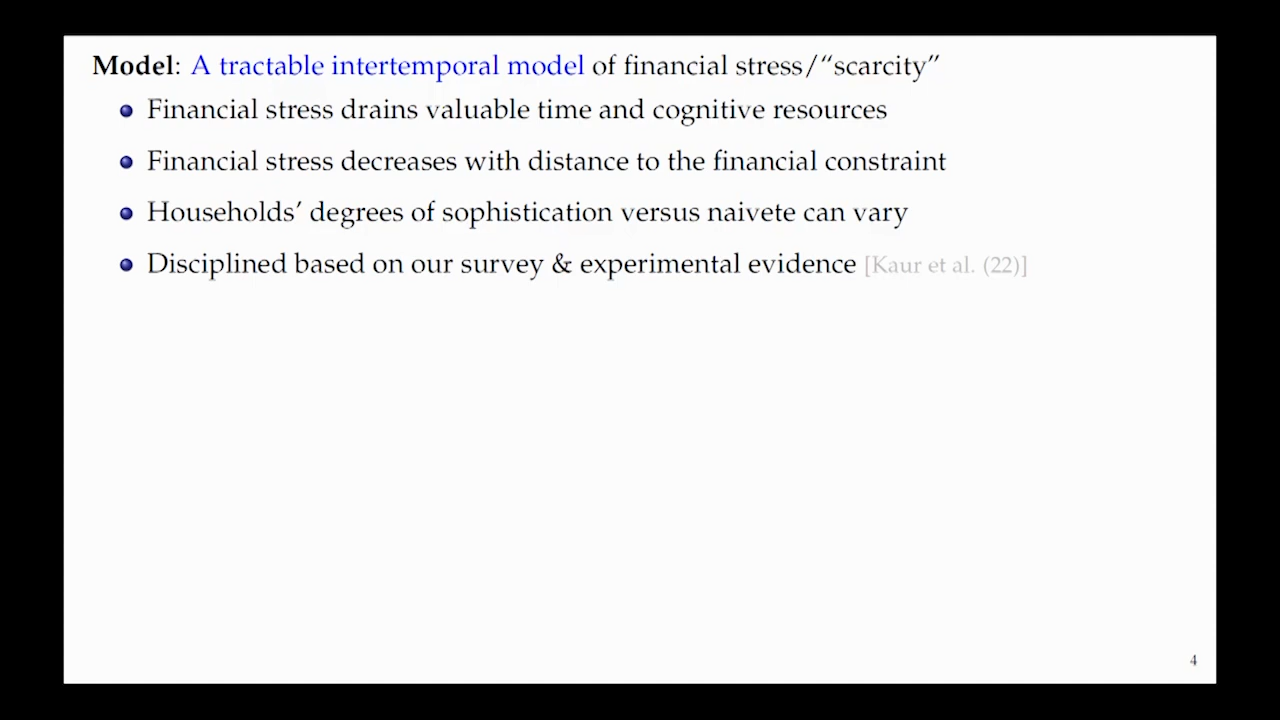 Model: A tractable intertemporal model of financial stress/“scarcity”
Financial stress drains valuable time and cognitive resources
Financial stress decreases with distance to the financial constraint
Households’ degrees of sophistication versus naivete can vary
Disciplined based on our survey & experimental evidence [Kaur et al. (22)]
4